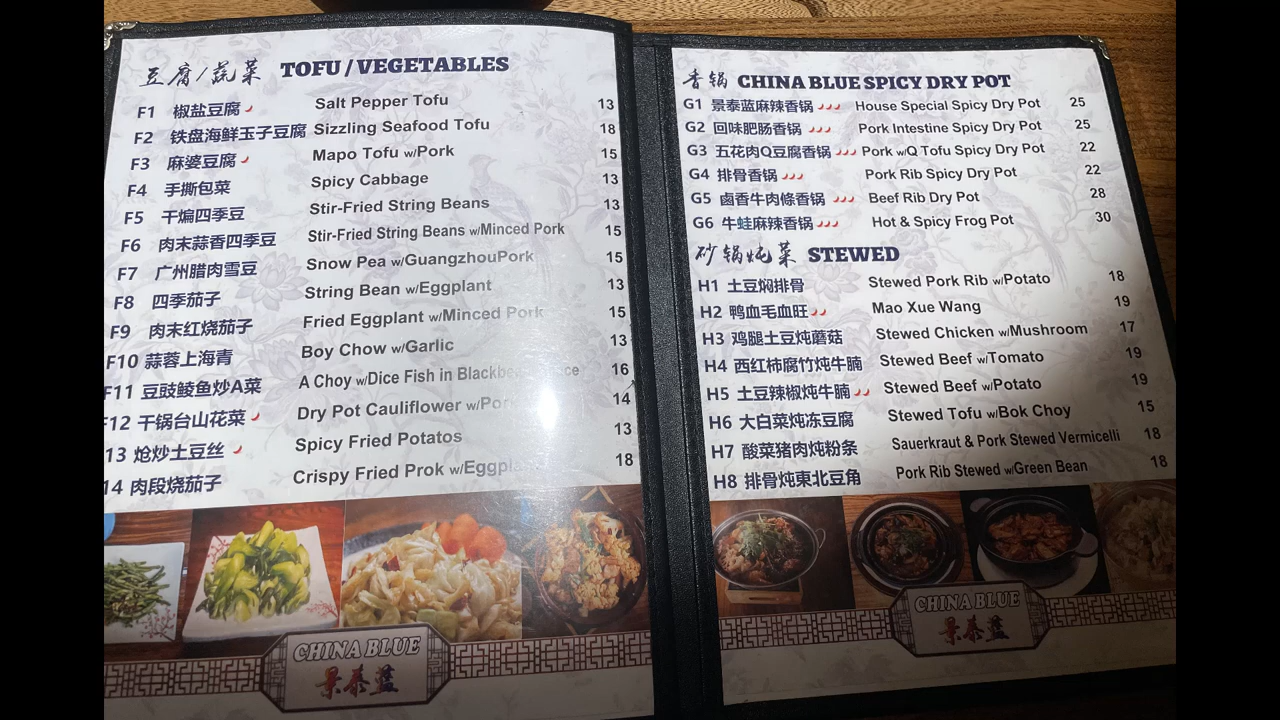 豆腐/蔬菜 TOFU / VEGETABLES
F1 椒盐豆腐 Salt Pepper Tofu 13
F2 铁盘海鲜玉子豆腐 Sizzling Seafood Tofu 18
F3 麻婆豆腐 Mapo Tofu w/Pork 15
F4 手撕包菜 Spicy Cabbage 13
F5 干煸四季豆 Stir-Fried String Beans 13
F6 肉末蒜香四季豆 Stir-Fried String Beans w/Minced Pork 15
F7 广州腊肉雪豆 Snow Pea w/GuangzhouPork 15
F8 四季茄子 String Bean w/Eggplant 13
F9 肉末红烧茄子 Fried Eggplant w/Minced Pork 15
F10 蒜蓉上海青 Boy Chow w/Garlic 13
F11 豆豉鲮鱼炒A菜 A Choy w/Dice Fish in 16
F12 干锅台山花菜 Dry Pot Cauliflower 14
13 炝炒土豆丝 Spicy Fried Potatos 13
14 肉段烧茄子 Crispy Fried Prok 18
CHINA BLUE
景泰蓝
香锅 CHINA BLUE SPICY DRY POT
G1 景泰蓝麻辣香锅 House Special Spicy Dry Pot 25
G2 回味肥肠香锅 Pork Intestine Spicy Dry Pot 25
G3 五花肉Q豆腐香锅 Pork w/Q Tofu Spicy Dry Pot 22
G4 排骨香锅 Pork Rib Spicy Dry Pot 22
G5 鹵香牛肉條香锅 Beef Rib Dry Pot 28
G6 牛蛙麻辣香锅 Hot & Spicy Frog Pot 30
砂锅炖菜 STEWED
H1 土豆焖排骨 Stewed Pork Rib w/Potato 18
H2 鸭血毛血旺 Mao Xue Wang 19
H3 鸡腿土豆炖蘑菇 Stewed Chicken w/Mushroom 17
H4 西红柿腐竹炖牛腩 Stewed Beef w/Tomato 19
H5 土豆辣椒炖牛腩 Stewed Beef w/Potato 19
H6 大白菜炖冻豆腐 Stewed Tofu w/Bok Choy 15
H7 酸菜猪肉炖粉条 Sauerkraut & Pork Stewed Vermicelli 18
H8 排骨炖東北豆角 Pork Rib Stewed w/Green Bean 18
CHINA BLUE
景泰蓝